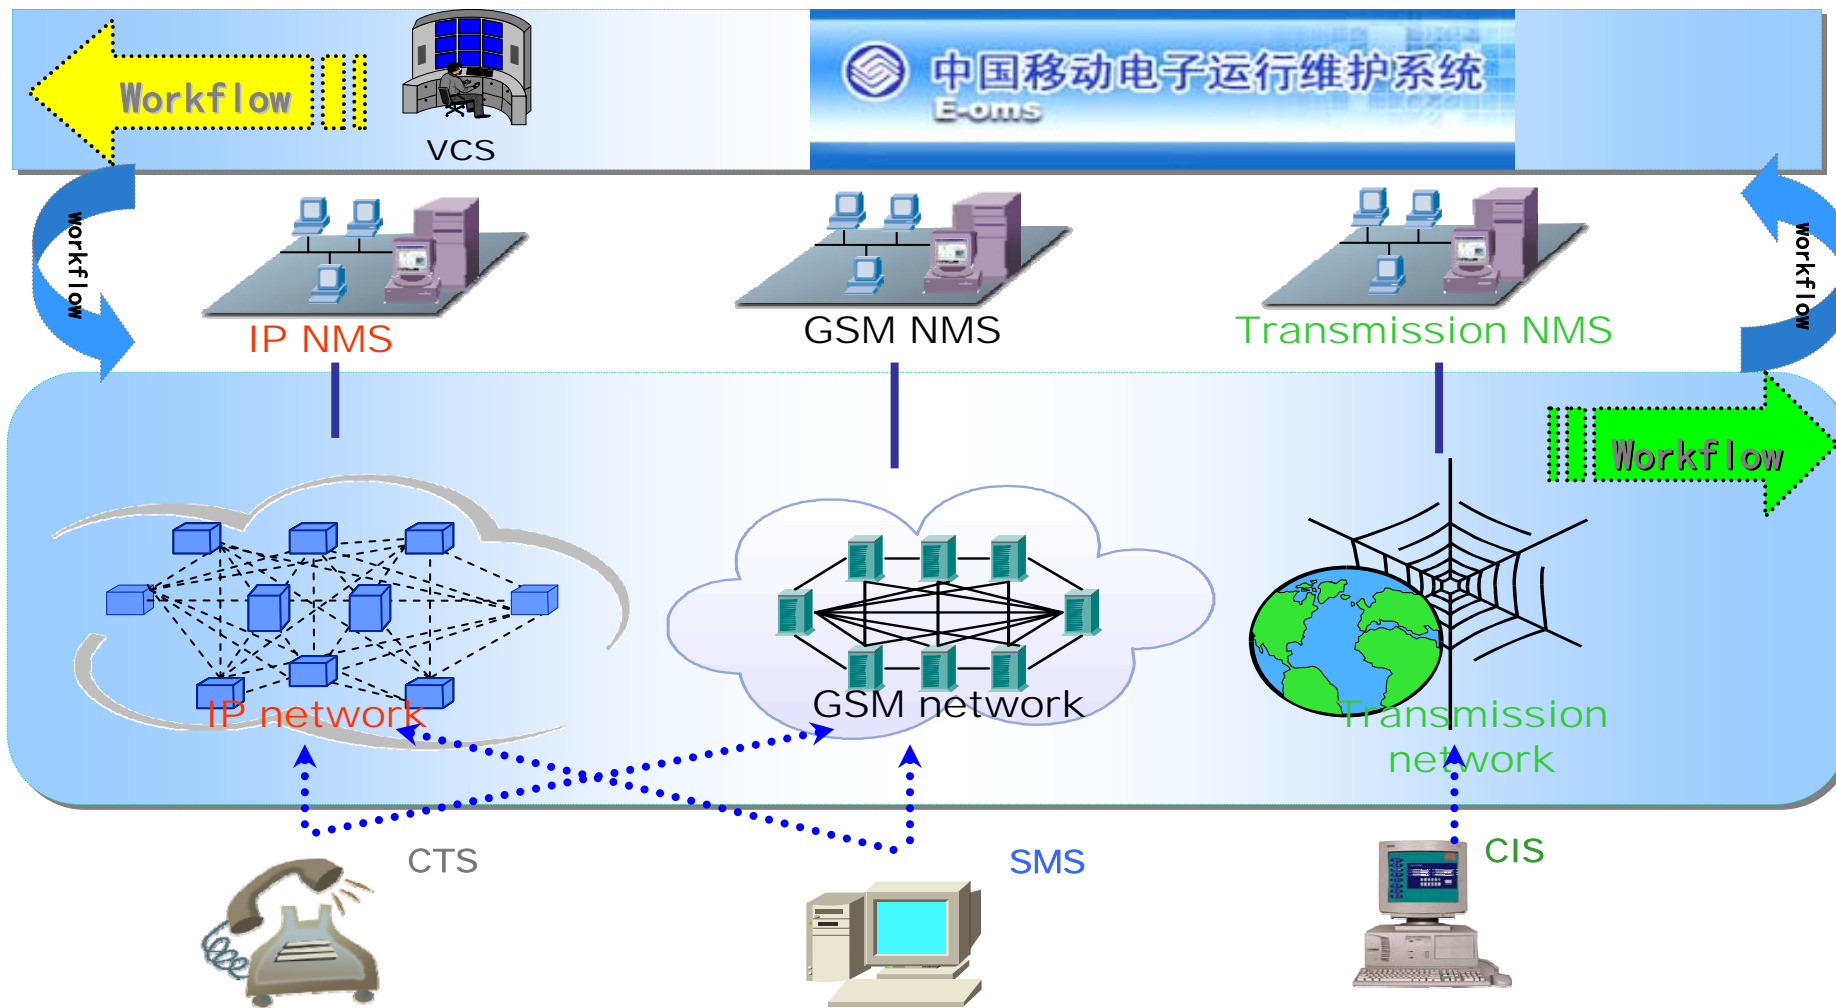 Workflow
VCS
中国移动电子运行维护系统
E-oms
workflow
workflow
IP NMS
GSM NMS
Transmission NMS
Workflow
IP network
GSM network
Transmission
network
CTS
SMS
CIS